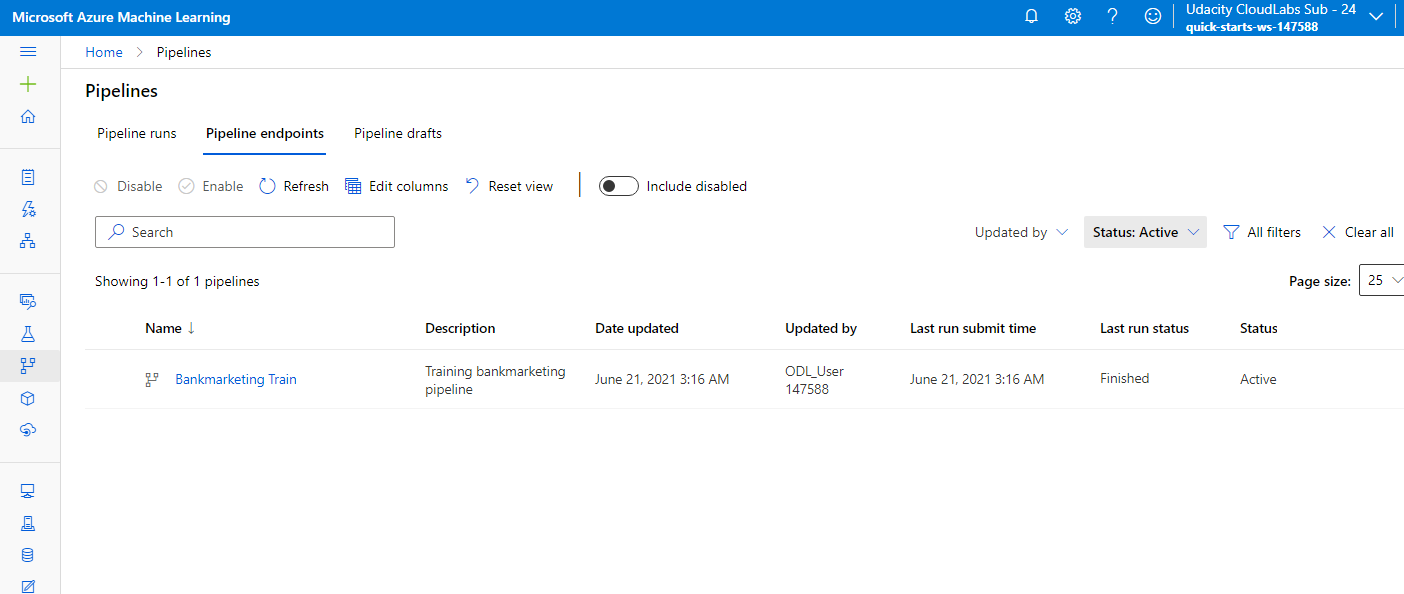 Microsoft Azure Machine Learning
Udacity CloudLabs Sub - 24
quick-starts-ws-147588
Home > Pipelines
Pipelines
Pipeline runs Pipeline endpoints Pipeline drafts
Disable Enable Refresh Edit columns Reset view Include disabled
Search Updated by Status: Active All filters Clear all
Showing 1-1 of 1 pipelines Page size: 25
Name ↓ Description Date updated Updated by Last run submit time Last run status Status
Bankmarketing Train Training bankmarketing June 21, 2021 3:16 AM ODL_User June 21, 2021 3:16 AM Finished Active
pipeline 147588